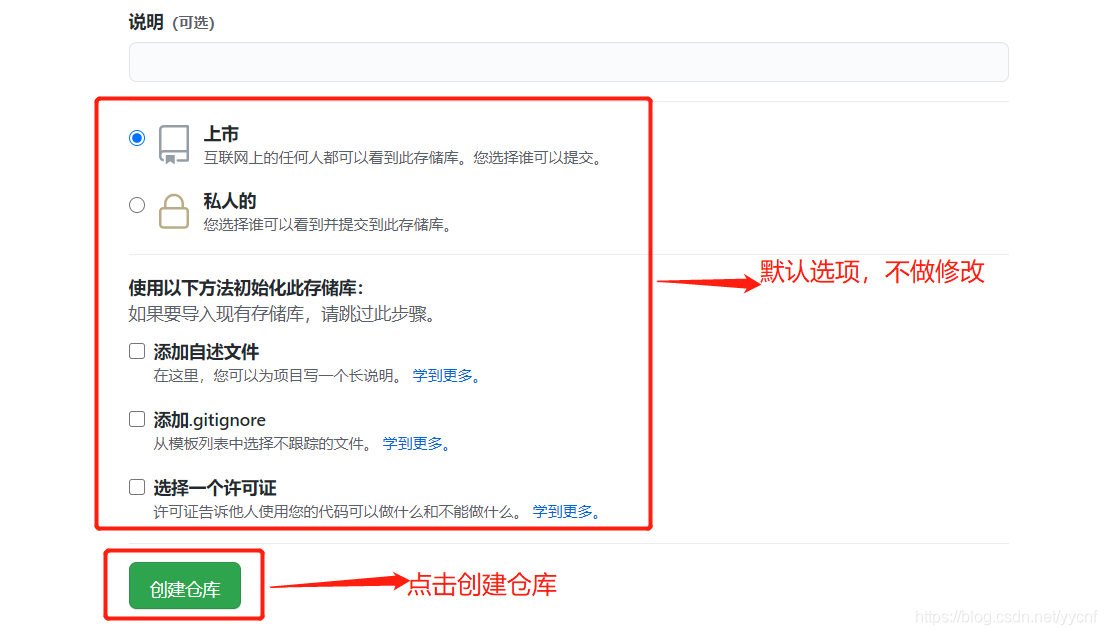 说明 (可选)
上市
互联网上的任何人都可以看到此存储库。您选择谁可以提交。
私人的
您选择谁可以看到并提交到此存储库。
默认选项，不做修改
使用以下方法初始化此存储库：
如果要导入现有存储库，请跳过此步骤。
添加自述文件
在这里，您可以为项目写一个长说明。 学到更多。
添加.gitignore
从模板列表中选择不跟踪的文件。 学到更多。
选择一个许可证
许可证告诉他人使用您的代码可以做什么和不能做什么。 学到更多。
创建仓库
点击创建仓库
https://blog.csdn.net/yycnf